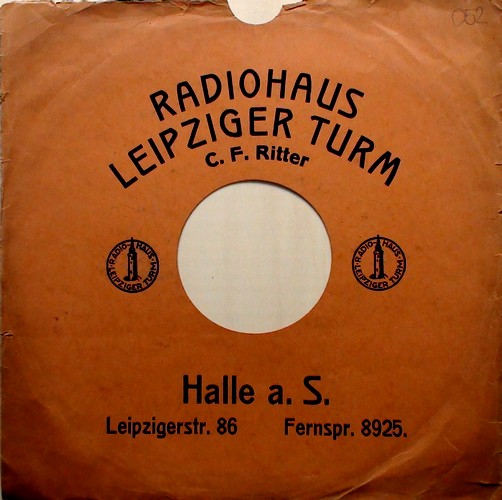 052
RADIOHAUS
LEIPZIGER TURM
C. F. Ritter
RADIO HAUS
LEIPZIGER TURM
RADIO HAUS
LEIPZIGER TURM
Halle a. S.
Leipzigerstr. 86 Fernspr. 8925.